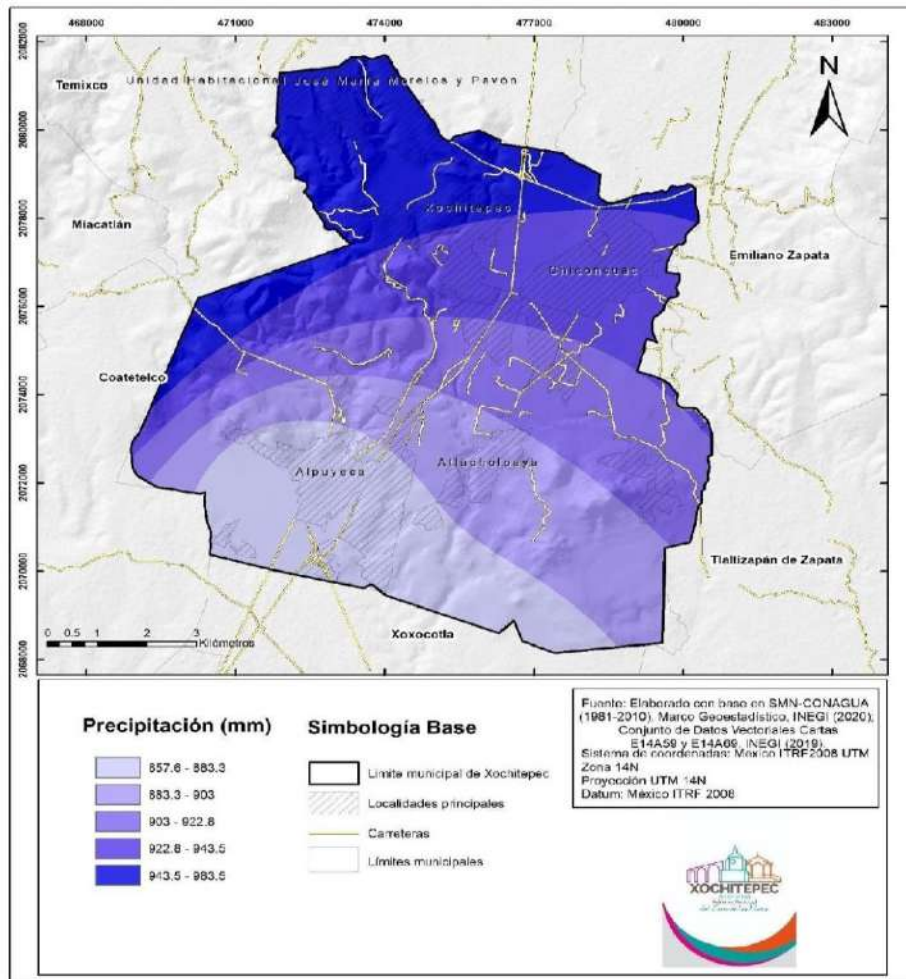 468000 471000 474000 477000 480000 483000
2082000
2080000
2078000
2076000
2074000
2072000
2070000
2068000
Unidad Habitacional José María Morelos y Pavón
Temixco
N
Xochitepec
Miacatlán
Emiliano Zapata
Chiconcuac
Coatetelco
Alpuyeca
Atlacholoaya
Tlaltizapán de Zapata
Xoxocotla
0 0.5 1 2 3
Kilómetros
Precipitación (mm)
857.6 - 883.3
883.3 - 903
903 - 922.8
922.8 - 943.5
943.5 - 983.5
Simbología Base
Limite municipal de Xochitepec
Localidades principales
Carreteras
Límites municipales
Fuente: Elaborado con base en SMN-CONAGUA
(1981-2010), Marco Geoestadístico, INEGI (2020);
Conjunto de Datos Vectoriales Cartas
E14A59 y E14A69, INEGI (2019).
Sistema de coordenadas: México ITRF2008 UTM
Zona 14N
Proyección UTM 14N
Datum: México ITRF 2008
XOCHITEPEC